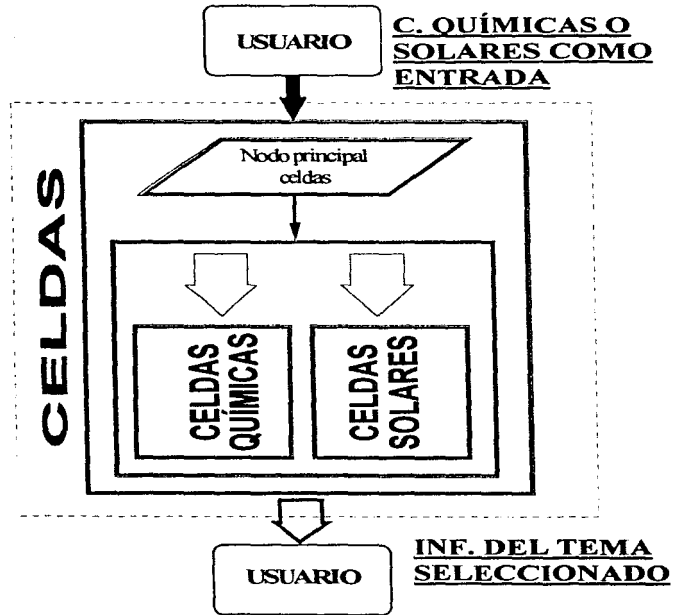 USUARIO
C. QUÍMICAS O
SOLARES COMO
ENTRADA
Nodo principal
celdas
CELDAS
CELDAS
QUÍMICAS
CELDAS
SOLARES
USUARIO
INF. DEL TEMA
SELECCIONADO